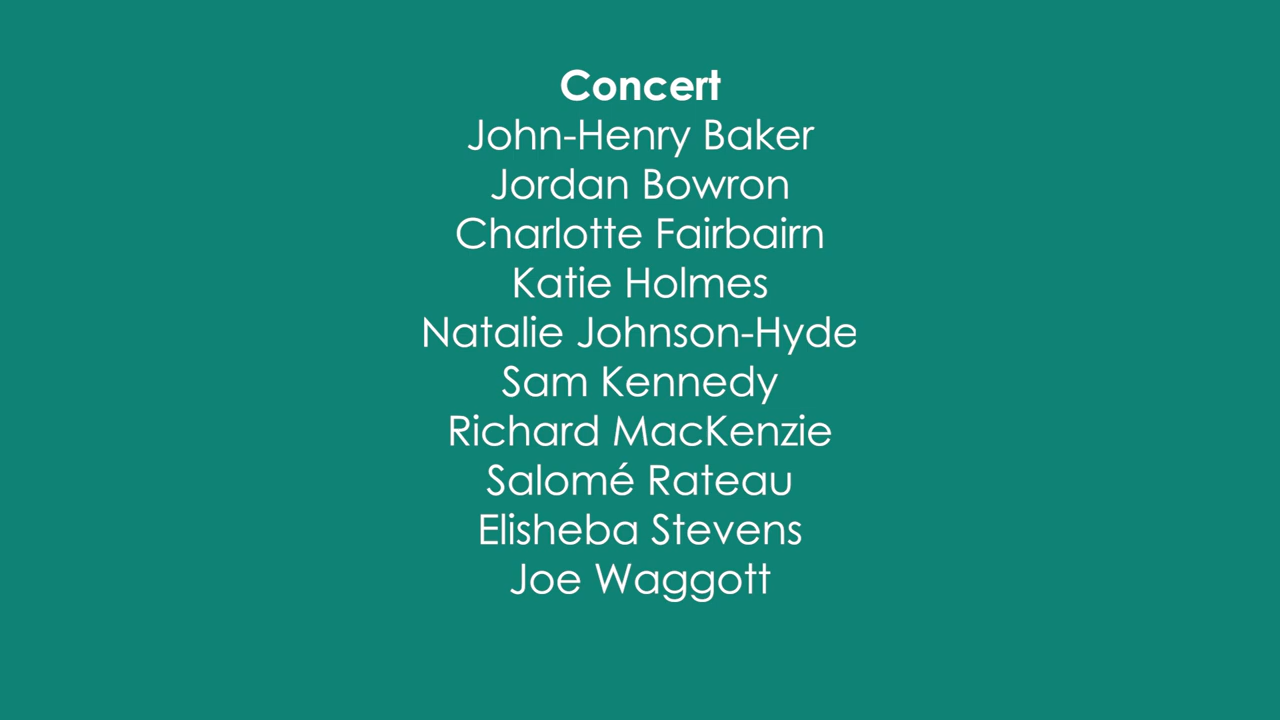 Concert
John-Henry Baker
Jordan Bowron
Charlotte Fairbairn
Katie Holmes
Natalie Johnson-Hyde
Sam Kennedy
Richard MacKenzie
Salomé Rateau
Elisheba Stevens
Joe Waggott